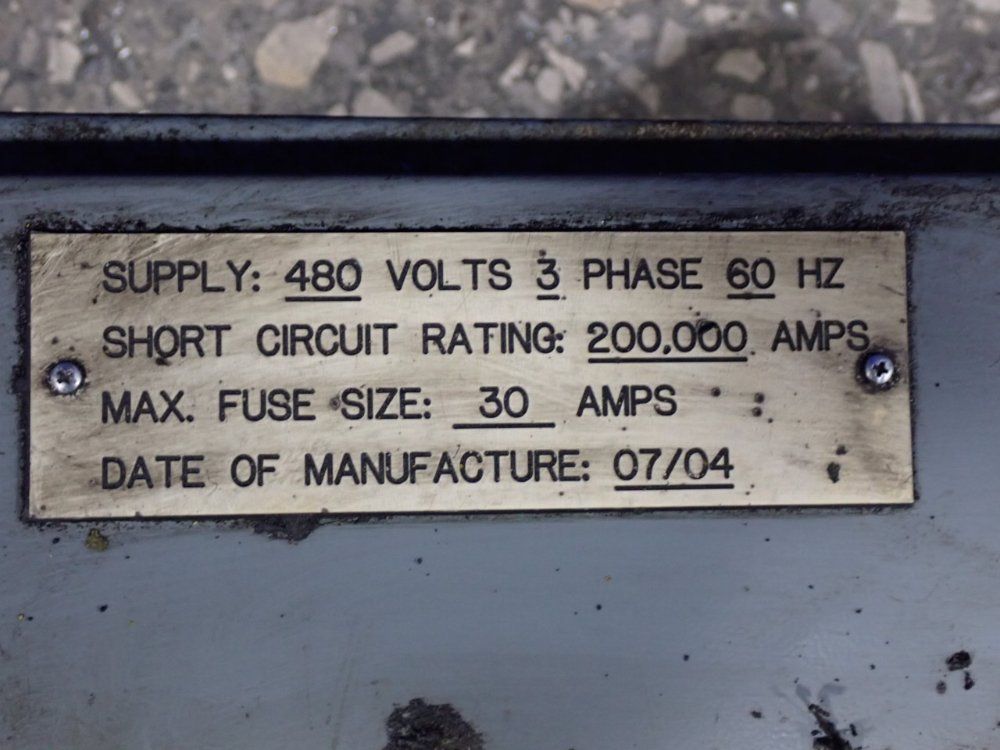 SUPPLY: 480 VOLTS 3 PHASE 60 HZ
SHORT CIRCUIT RATING: 200,000 AMPS
MAX. FUSE SIZE: 30 AMPS
DATE OF MANUFACTURE: 07/04